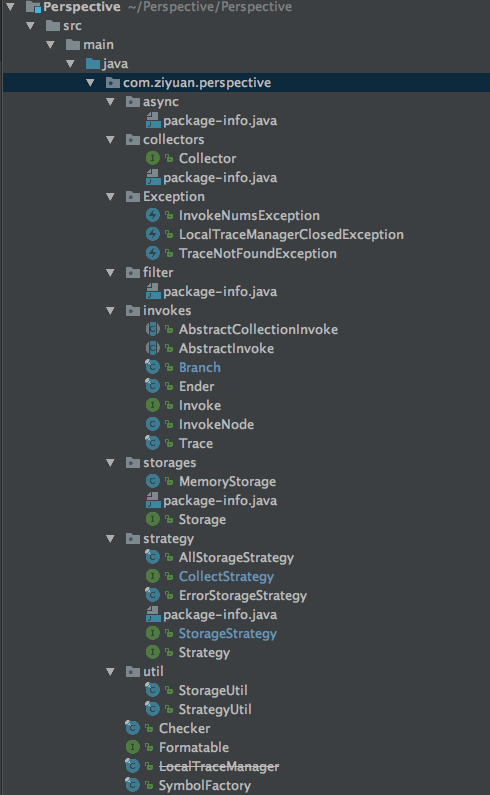 Perspective ~/Perspective/Perspective
src
main
java
com.ziyuan.perspective
async
package-info.java
collectors
Collector
package-info.java
Exception
InvokeNumsException
LocalTraceManagerClosedException
TraceNotFoundException
filter
package-info.java
invokes
AbstractCollectionInvoke
AbstractInvoke
Branch
Ender
Invoke
InvokeNode
Trace
storages
MemoryStorage
package-info.java
Storage
strategy
AllStorageStrategy
CollectStrategy
ErrorStorageStrategy
package-info.java
StorageStrategy
Strategy
util
StorageUtil
StrategyUtil
Checker
Formatable
LocalTraceManager
SymbolFactory